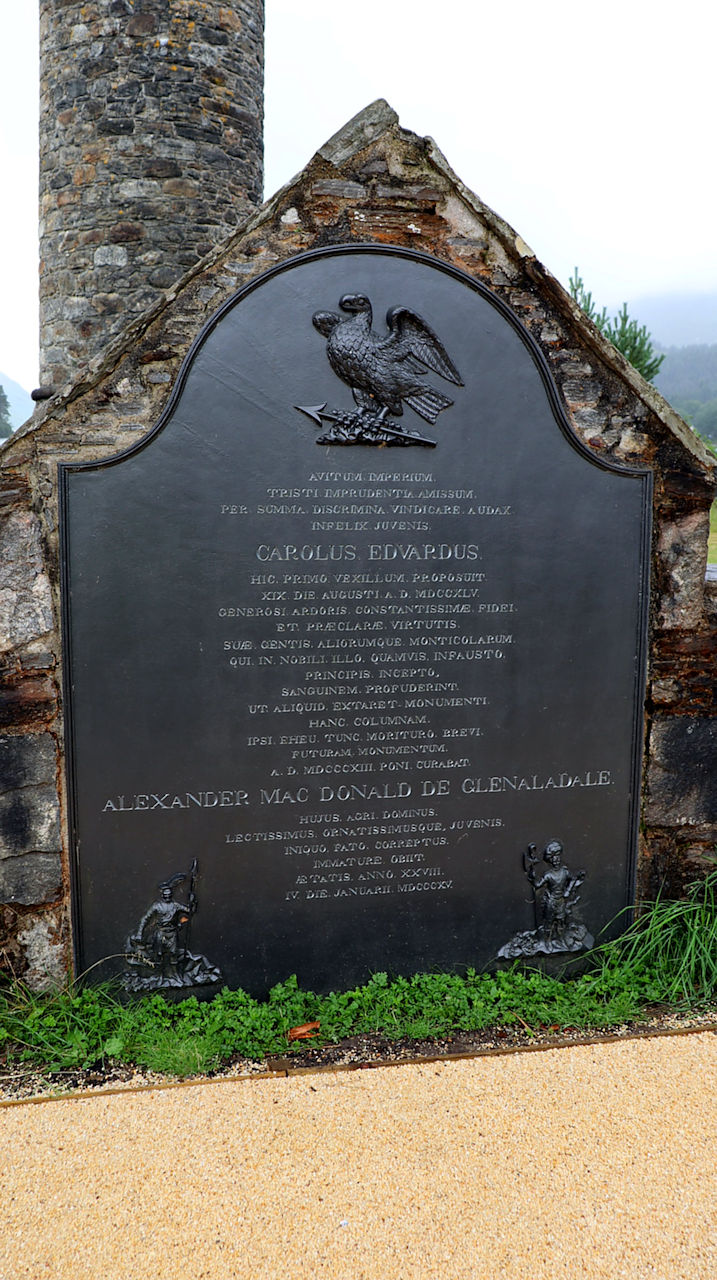 AVITUM. IMPERIUM.
TRISTI IMPRUDENTIA AMISSUM.
PER. SUMMA. DISCRIMINA. VINDICARE. AUDAX.
INFELIX. JUVENIS.
CAROLUS. EDVARDUS.
HIC. PRIMO. VEXILLUM. PROPOSUIT.
XIX. DIE. AUGUSTI. A. D. MDCCXLV.
GENEROSI. ARDORIS. CONSTANTISSIMÆ. FIDEI.
ET. PRÆCLARÆ. VIRTUTIS.
SUÆ. GENTIS. ALIORUMQUE. MONTICOLARUM.
QUI. IN. NOBILI. ILLO. QUAMVIS. INFAUSTO.
PRINCIPIS. INCEPTO,
SANGUINEM. PROFUDERINT.
UT. ALIQUID. EXTARET. MONUMENTI.
HANC. COLUMNAM.
IPSI. EHEU. TUNC. MORITURO. BREVI.
FUTURAM. MONUMENTUM.
A. D. MDCCCXIII. PONI. CURABAT.
ALEXANDER MAC DONALD DE GLENALADALE.
HUJUS. AGRI. DOMINUS.
LECTISSIMUS. ORNATISSIMUSQUE, JUVENIS.
INIQUO. FATO. CORREPTUS.
IMMATURE. OBIIT.
ÆTATIS. ANNO. XXVIII.
IV. DIE. JANUARII. MDCCCXV.